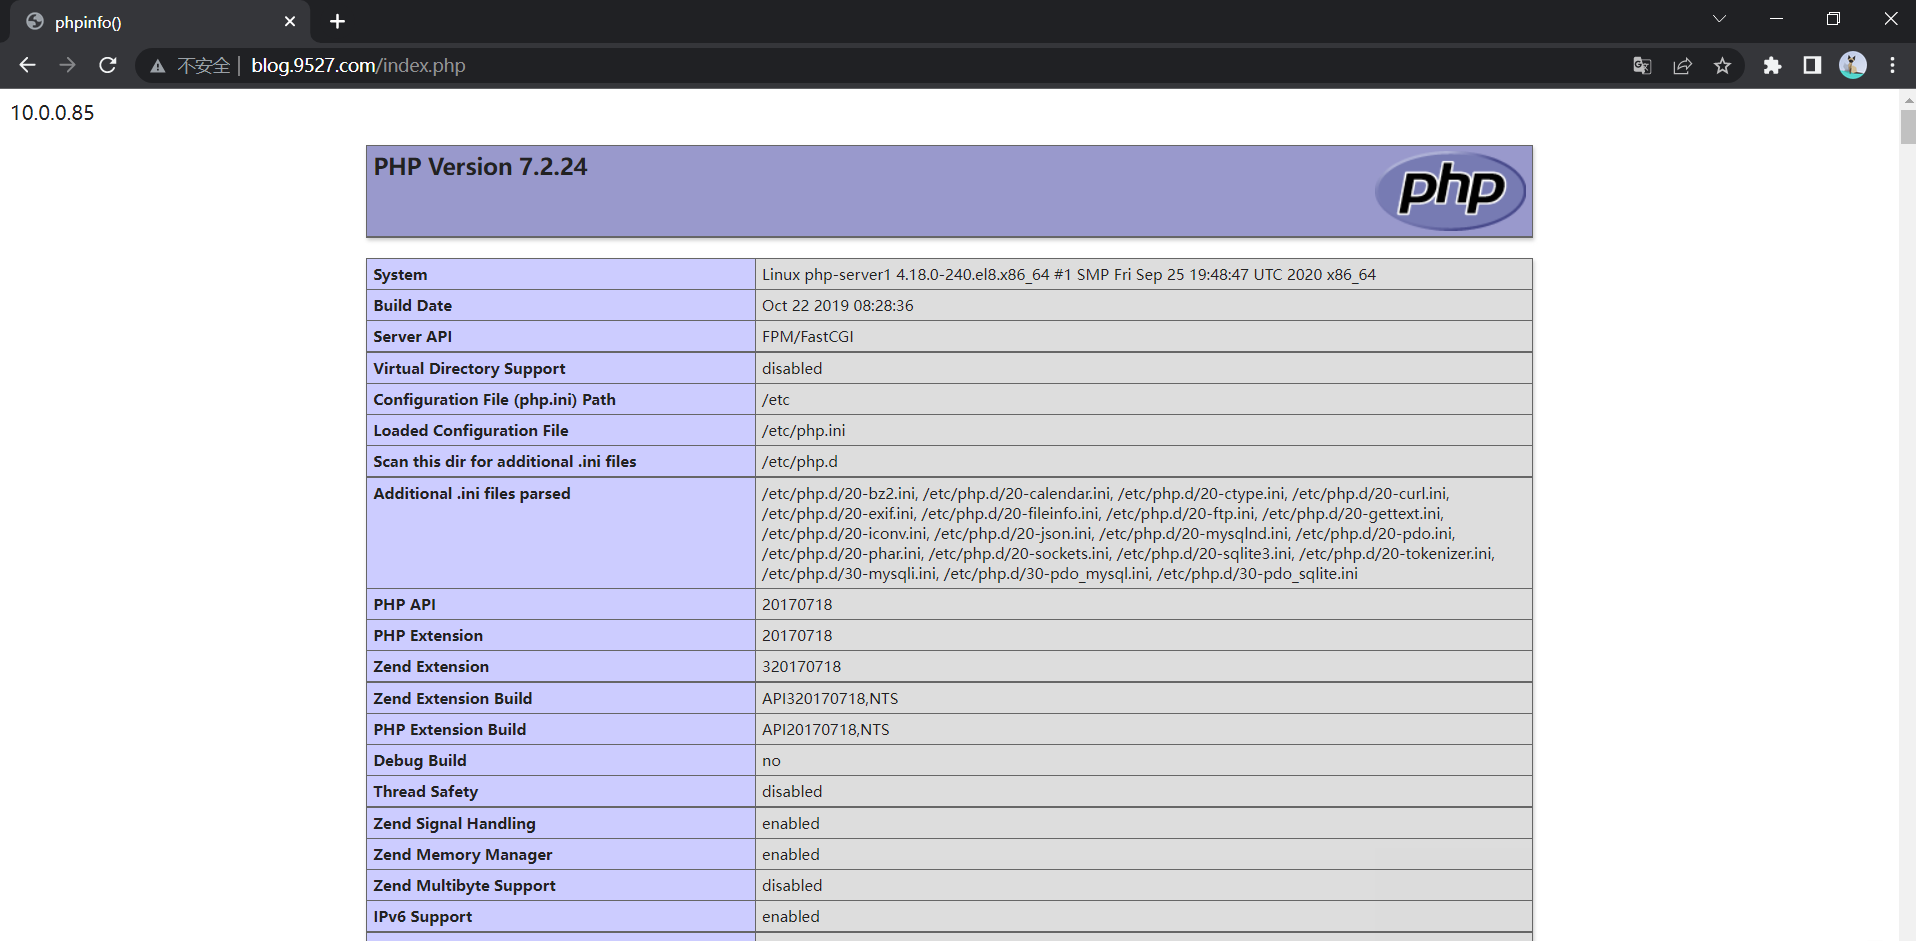 phpinfo()
不安全 | blog.9527.com/index.php
10.0.0.85
PHP Version 7.2.24
php
System Linux php-server1 4.18.0-240.el8.x86_64 #1 SMP Fri Sep 25 19:48:47 UTC 2020 x86_64
Build Date Oct 22 2019 08:28:36
Server API FPM/FastCGI
Virtual Directory Support disabled
Configuration File (php.ini) Path /etc
Loaded Configuration File /etc/php.ini
Scan this dir for additional .ini files /etc/php.d
Additional .ini files parsed /etc/php.d/20-bz2.ini, /etc/php.d/20-calendar.ini, /etc/php.d/20-ctype.ini, /etc/php.d/20-curl.ini,
/etc/php.d/20-exif.ini, /etc/php.d/20-fileinfo.ini, /etc/php.d/20-ftp.ini, /etc/php.d/20-gettext.ini,
/etc/php.d/20-iconv.ini, /etc/php.d/20-json.ini, /etc/php.d/20-mysqlnd.ini, /etc/php.d/20-pdo.ini,
/etc/php.d/20-phar.ini, /etc/php.d/20-sockets.ini, /etc/php.d/20-sqlite3.ini, /etc/php.d/20-tokenizer.ini,
/etc/php.d/30-mysqli.ini, /etc/php.d/30-pdo_mysql.ini, /etc/php.d/30-pdo_sqlite.ini
PHP API 20170718
PHP Extension 20170718
Zend Extension 320170718
Zend Extension Build API320170718,NTS
PHP Extension Build API20170718,NTS
Debug Build no
Thread Safety disabled
Zend Signal Handling enabled
Zend Memory Manager enabled
Zend Multibyte Support disabled
IPv6 Support enabled